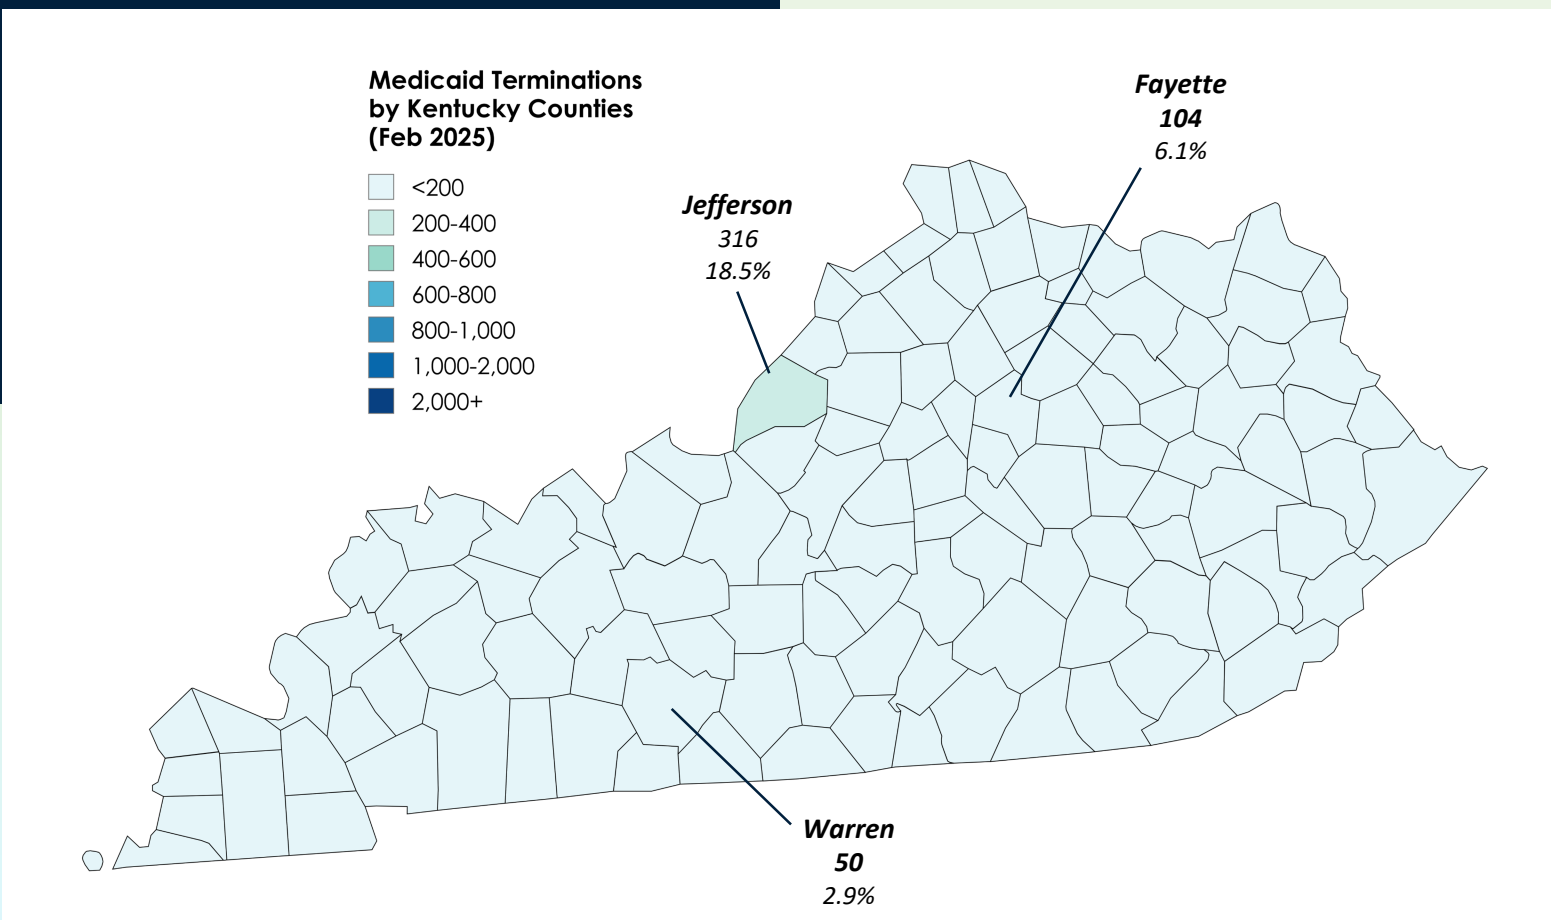 Medicaid Terminations
by Kentucky Counties
(Feb 2025)
<200
200-400
400-600
600-800
800-1,000
1,000-2,000
2,000+
Jefferson
316
18.5%
Fayette
104
6.1%
Warren
50
2.9%